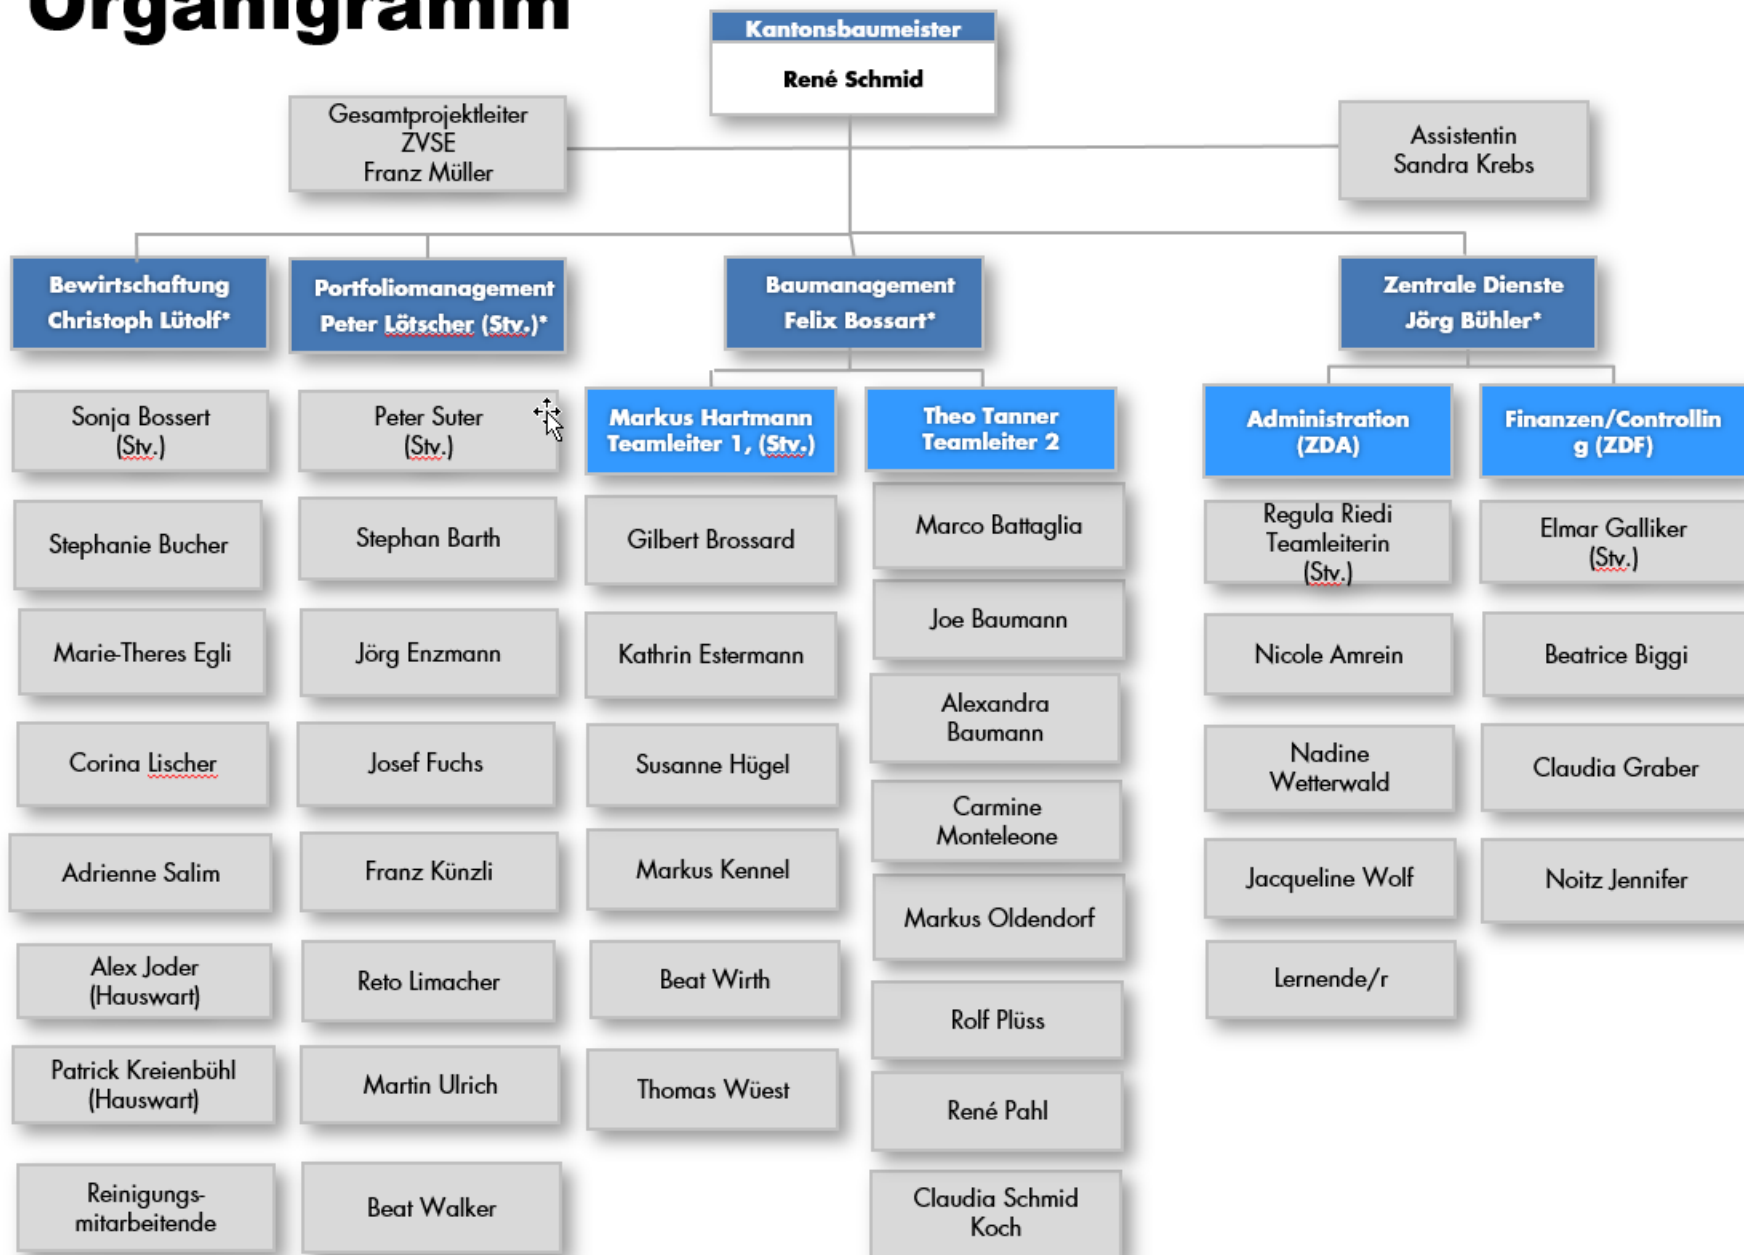 Organigramm
Kantonsbaumeister
René Schmid
Gesamtprojektleiter
ZVSE
Franz Müller
Assistentin
Sandra Krebs
Bewirtschaftung
Christoph Lütolf*
Portfoliomanagement
Peter Lötscher (Stv.)*
Baumanagement
Felix Bossart*
Zentrale Dienste
Jörg Bühler*
Sonja Bossert
(Stv.)
Stephanie Bucher
Marie-Theres Egli
Corina Lischer
Adrienne Salim
Alex Joder
(Hauswart)
Patrick Kreienbühl
(Hauswart)
Reinigungs-
mitarbeitende
Peter Suter
(Stv.)
Stephan Barth
Jörg Enzmann
Josef Fuchs
Franz Künzli
Reto Limacher
Martin Ulrich
Beat Walker
Markus Hartmann
Teamleiter 1, (Stv.)
Gilbert Brossard
Kathrin Estermann
Susanne Hügel
Markus Kennel
Beat Wirth
Thomas Wüest
Theo Tanner
Teamleiter 2
Marco Battaglia
Joe Baumann
Alexandra
Baumann
Carmine
Monteleone
Markus Oldendorf
Rolf Plüss
René Pahl
Claudia Schmid
Koch
Administration
(ZDA)
Regula Riedi
Teamleiterin
(Stv.)
Nicole Amrein
Nadine
Wetterwald
Jacqueline Wolf
Lernende/r
Finanzen/Controllin
g (ZDF)
Elmar Galliker
(Stv.)
Beatrice Biggi
Claudia Graber
Noitz Jennifer